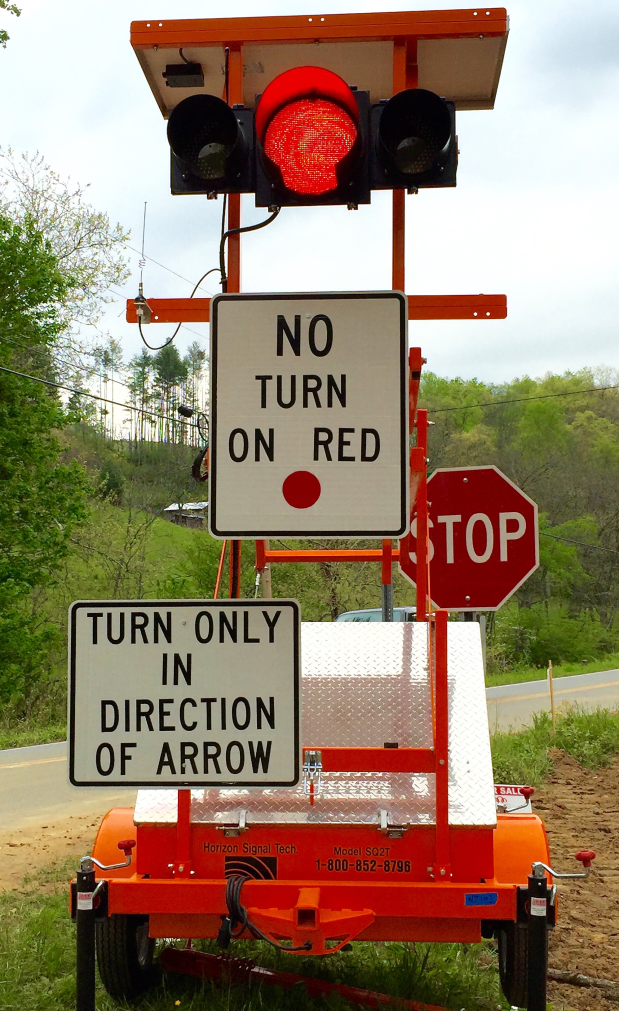 NO
TURN
ON RED
STOP
TURN ONLY
IN
DIRECTION
OF ARROW
SAL
Horizon Signal Tech. Model SQ2T
1-800-852-8796